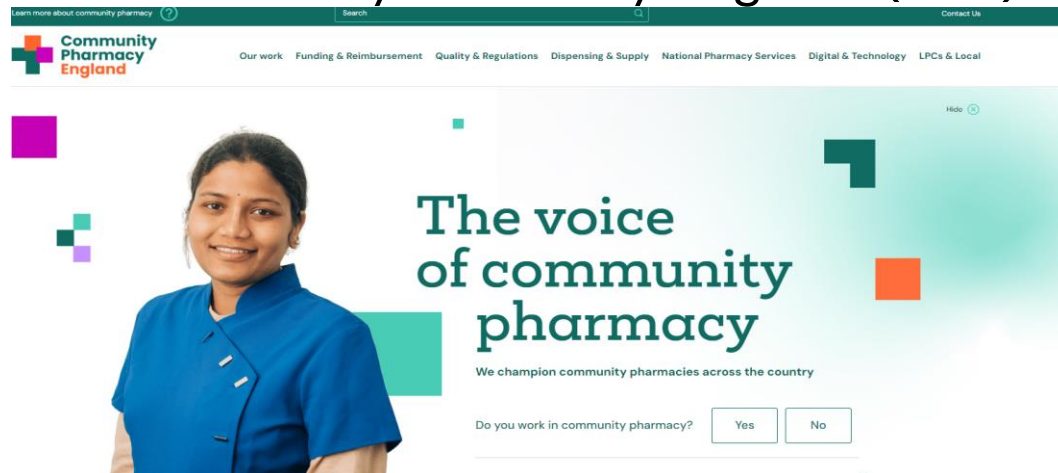 Learn more about community pharmacy ?
Search
Contact Us
Community
Pharmacy
England
Our work Funding & Reimbursement Quality & Regulations Dispensing & Supply National Pharmacy Services Digital & Technology LPCs & Local
Hide
The voice
of community
pharmacy
We champion community pharmacies across the country
Do you work in community pharmacy? Yes No